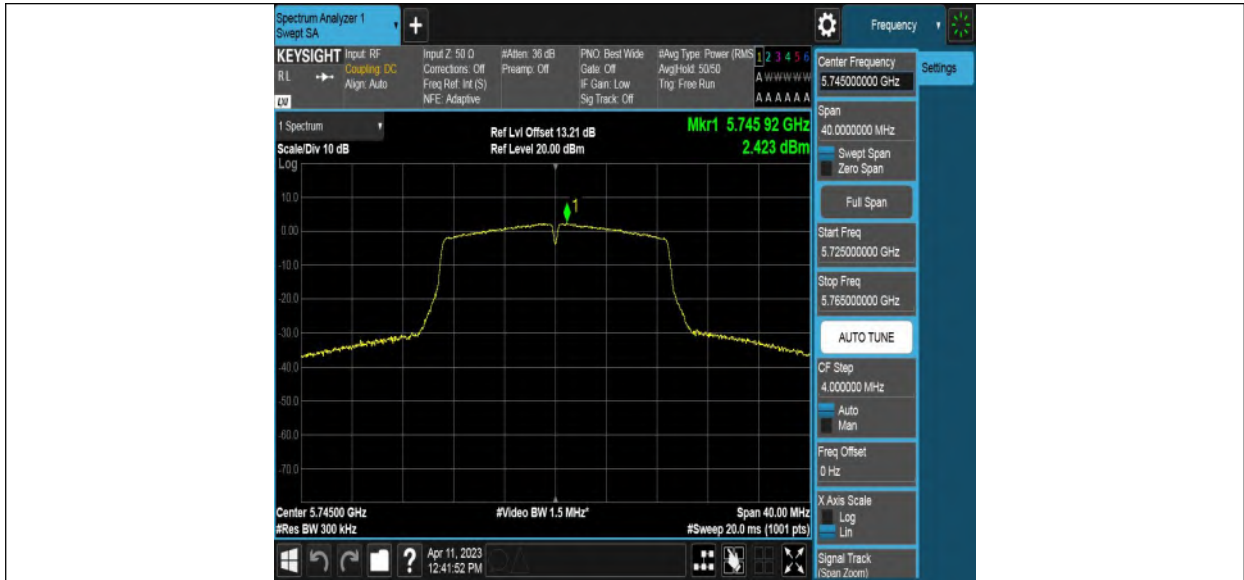 Spectrum Analyzer 1
Swept SA
+
Frequency
KEYSIGHT
R L
LXI
Input: RF
Coupling: DC
Align: Auto
Input Z: 50 Ω
Corrections: Off
Freq Ref: Int (S)
NFE: Adaptive
#Atten: 36 dB
Preamp: Off
PNO: Best Wide
Gate: Off
IF Gain: Low
Sig Track: Off
#Avg Type: Power (RMS
Avg|Hold: 50/50
Trig: Free Run
1 2 3 4 5 6
A W W W W W
A A A A A A
1 Spectrum
Scale/Div 10 dB
Ref Lvl Offset 13.21 dB
Ref Level 20.00 dBm
Mkr1 5.745 92 GHz
2.423 dBm
Log
10.0
0.00
-10.0
-20.0
-30.0
-40.0
-50.0
-60.0
-70.0
1
Center 5.74500 GHz
#Res BW 300 kHz
#Video BW 1.5 MHz*
Span 40.00 MHz
#Sweep 20.0 ms (1001 pts)
?
Apr 11, 2023
12:41:52 PM
Center Frequency
5.745000000 GHz
Settings
Span
40.0000000 MHz
Swept Span
Zero Span
Full Span
Start Freq
5.725000000 GHz
Stop Freq
5.765000000 GHz
AUTO TUNE
CF Step
4.000000 MHz
Auto
Man
Freq Offset
0 Hz
X Axis Scale
Log
Lin
Signal Track
(Span Zoom)